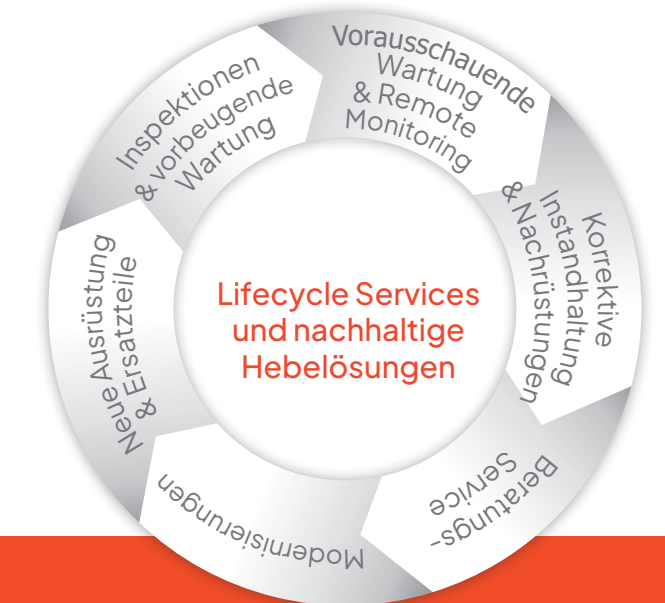 Vorausschauende
Wartung
& Remote
Monitoring
Korrektive
Instandhaltung
& Nachrüstungen
Beratungs-
Service
Modernisierungen
Neue Ausrüstung
& Ersatzteile
Inspektionen
& vorbeugende
Wartung
Lifecycle Services
und nachhaltige
Hebelösungen